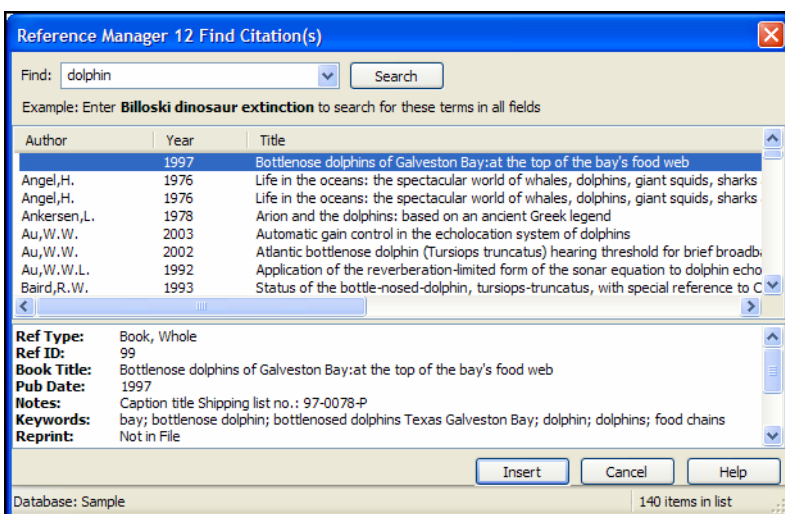 Reference Manager 12 Find Citation(s)
Find: dolphin Search
Example: Enter Billoski dinosaur extinction to search for these terms in all fields
Author Year Title
1997 Bottlenose dolphins of Galveston Bay:at the top of the bay's food web
Angel,H. 1976 Life in the oceans: the spectacular world of whales, dolphins, giant squids, sharks
Angel,H. 1976 Life in the oceans: the spectacular world of whales, dolphins, giant squids, sharks
Ankersen,L. 1978 Arion and the dolphins: based on an ancient Greek legend
Au,W.W. 2003 Automatic gain control in the echolocation system of dolphins
Au,W.W. 2002 Atlantic bottlenose dolphin (Tursiops truncatus) hearing threshold for brief broadb
Au,W.W.L. 1992 Application of the reverberation-limited form of the sonar equation to dolphin echo
Baird,R.W. 1993 Status of the bottle-nosed-dolphin, tursiops-truncatus, with special reference to C
Ref Type: Book, Whole
Ref ID: 99
Book Title: Bottlenose dolphins of Galveston Bay:at the top of the bay's food web
Pub Date: 1997
Notes: Caption title Shipping list no.: 97-0078-P
Keywords: bay; bottlenose dolphin; bottlenosed dolphins Texas Galveston Bay; dolphin; dolphins; food chains
Reprint: Not in File
Insert Cancel Help
Database: Sample 140 items in list